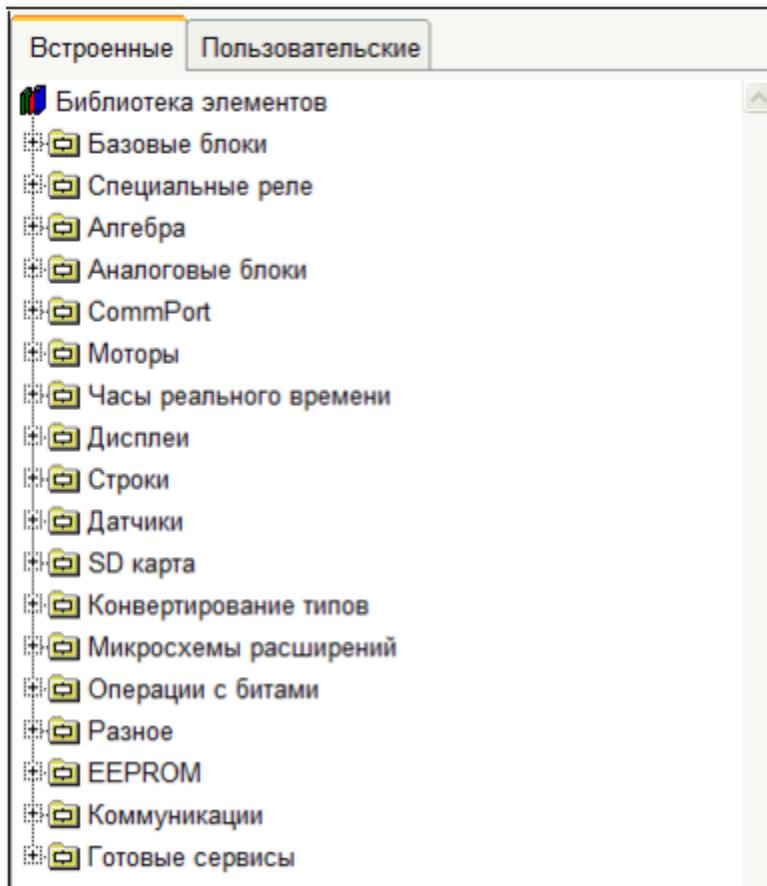 Встроенные Пользовательские
Библиотека элементов
Базовые блоки
Специальные реле
Алгебра
Аналоговые блоки
CommPort
Моторы
Часы реального времени
Дисплеи
Строки
Датчики
SD карта
Конвертирование типов
Микросхемы расширений
Операции с битами
Разное
EEPROM
Коммуникации
Готовые сервисы